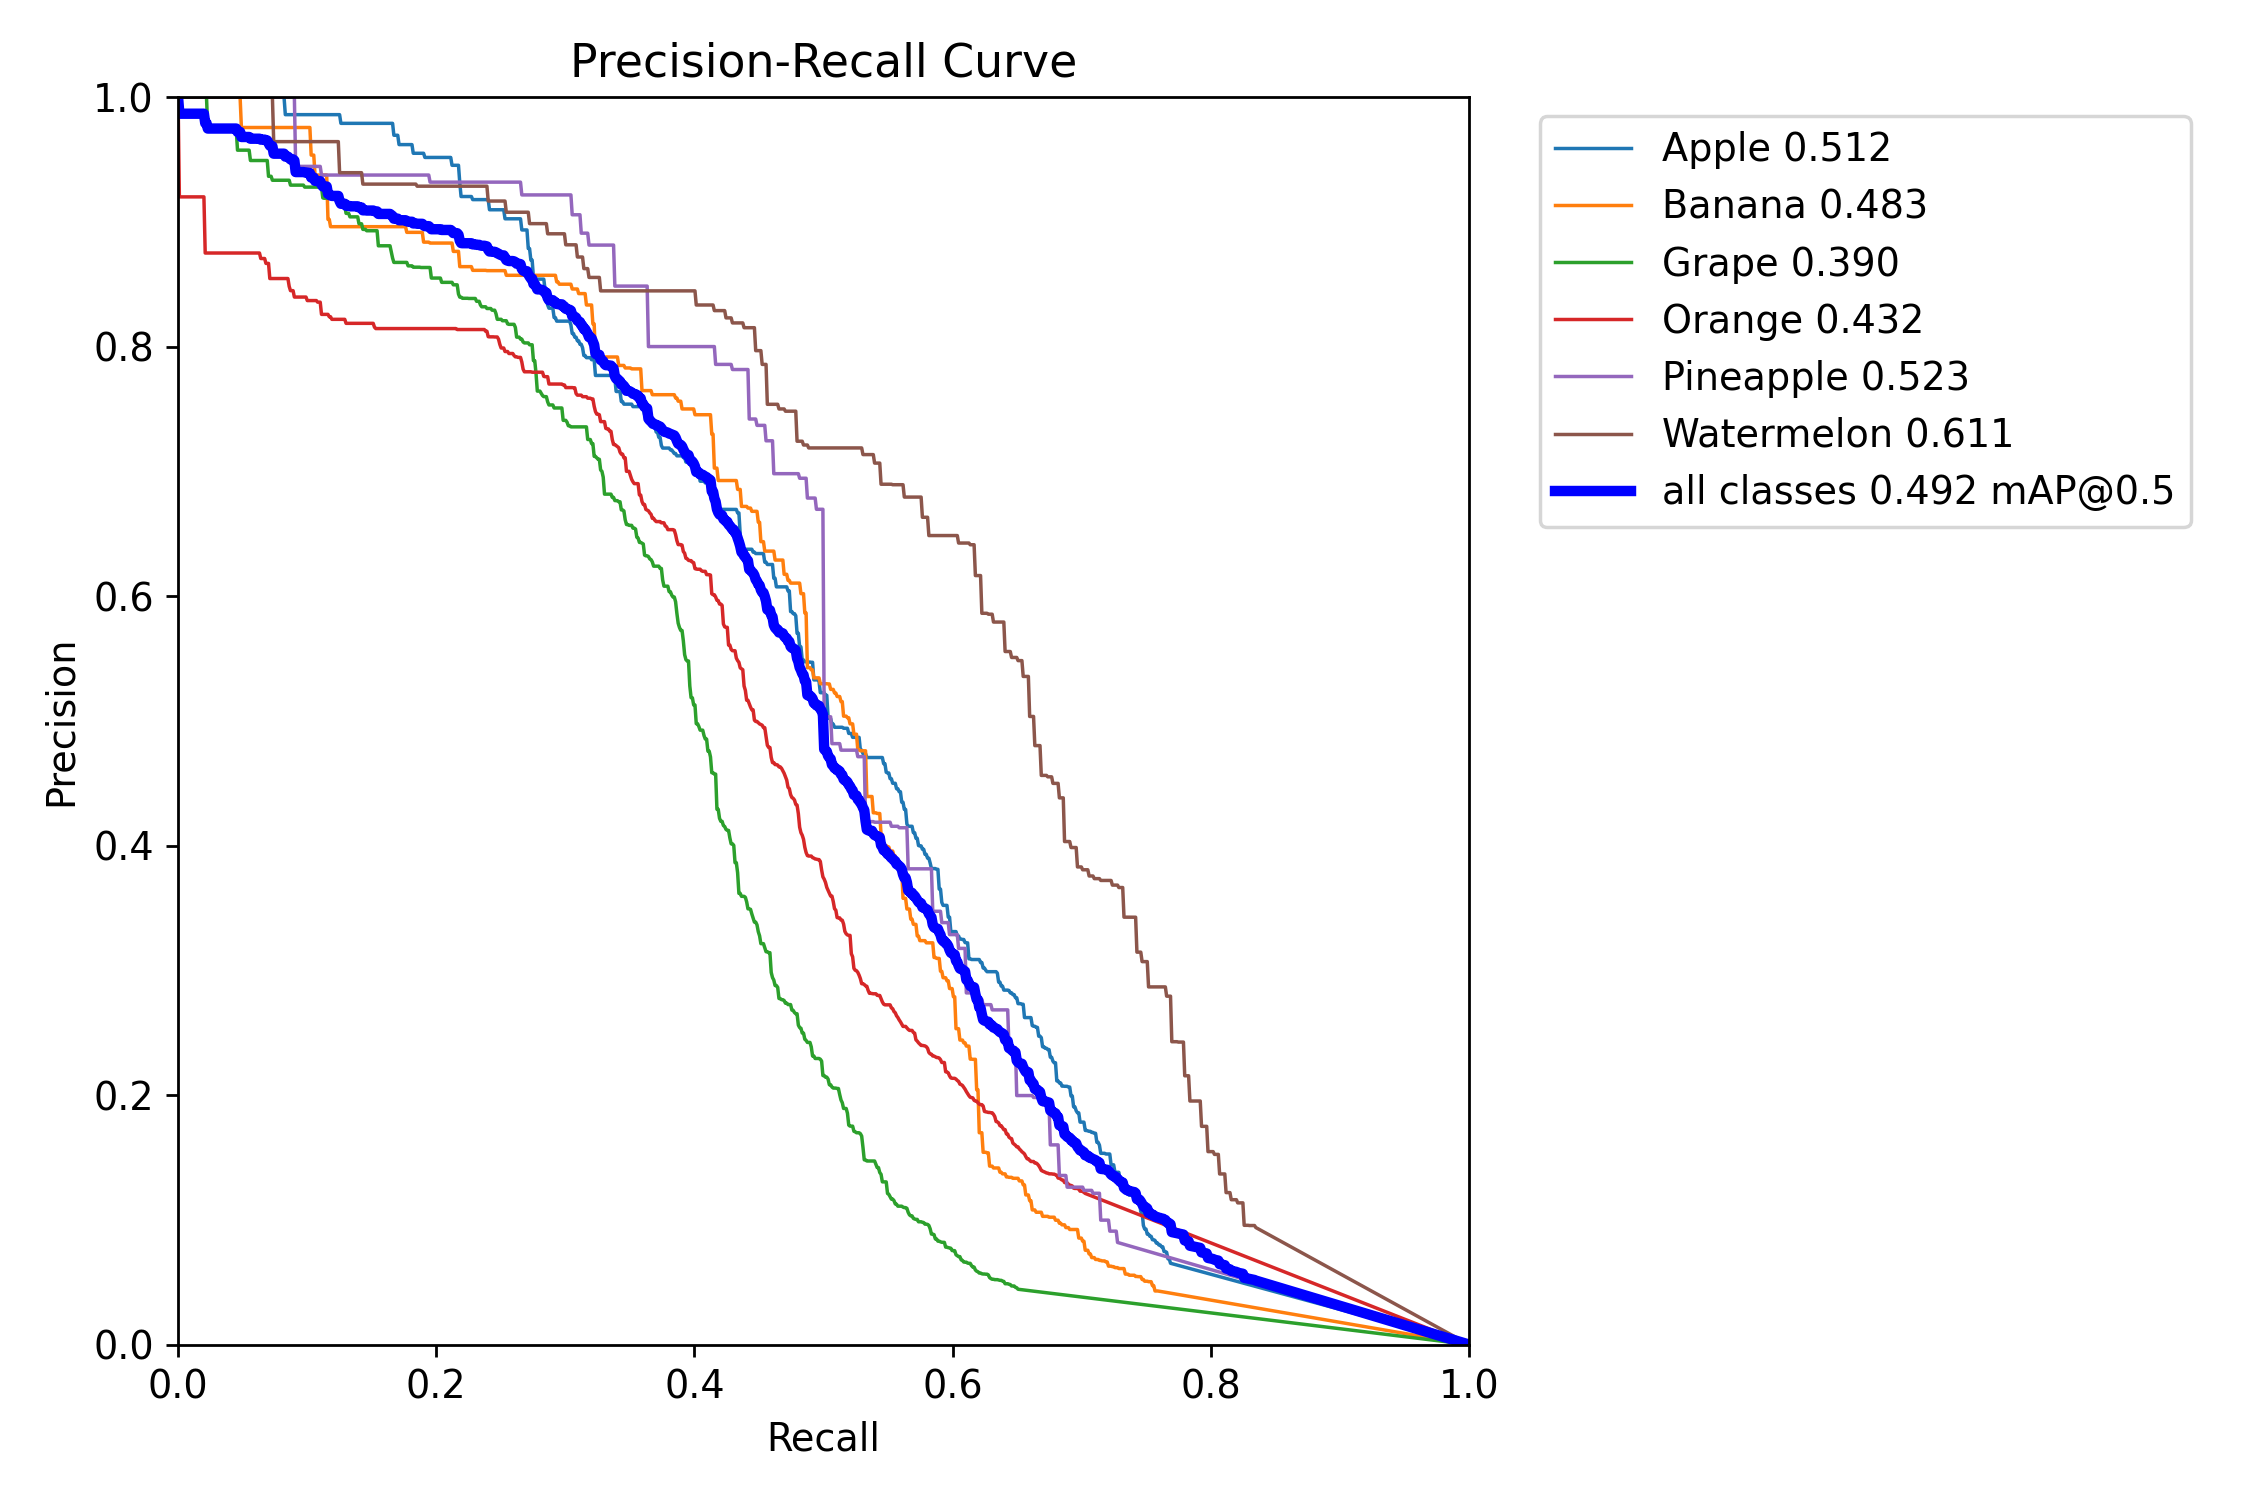 Precision-Recall Curve
1.0
0.8
0.6
0.4
0.2
0.0
Precision
0.0 0.2 0.4 0.6 0.8 1.0
Recall
Apple 0.512
Banana 0.483
Grape 0.390
Orange 0.432
Pineapple 0.523
Watermelon 0.611
all classes 0.492 mAP@0.5